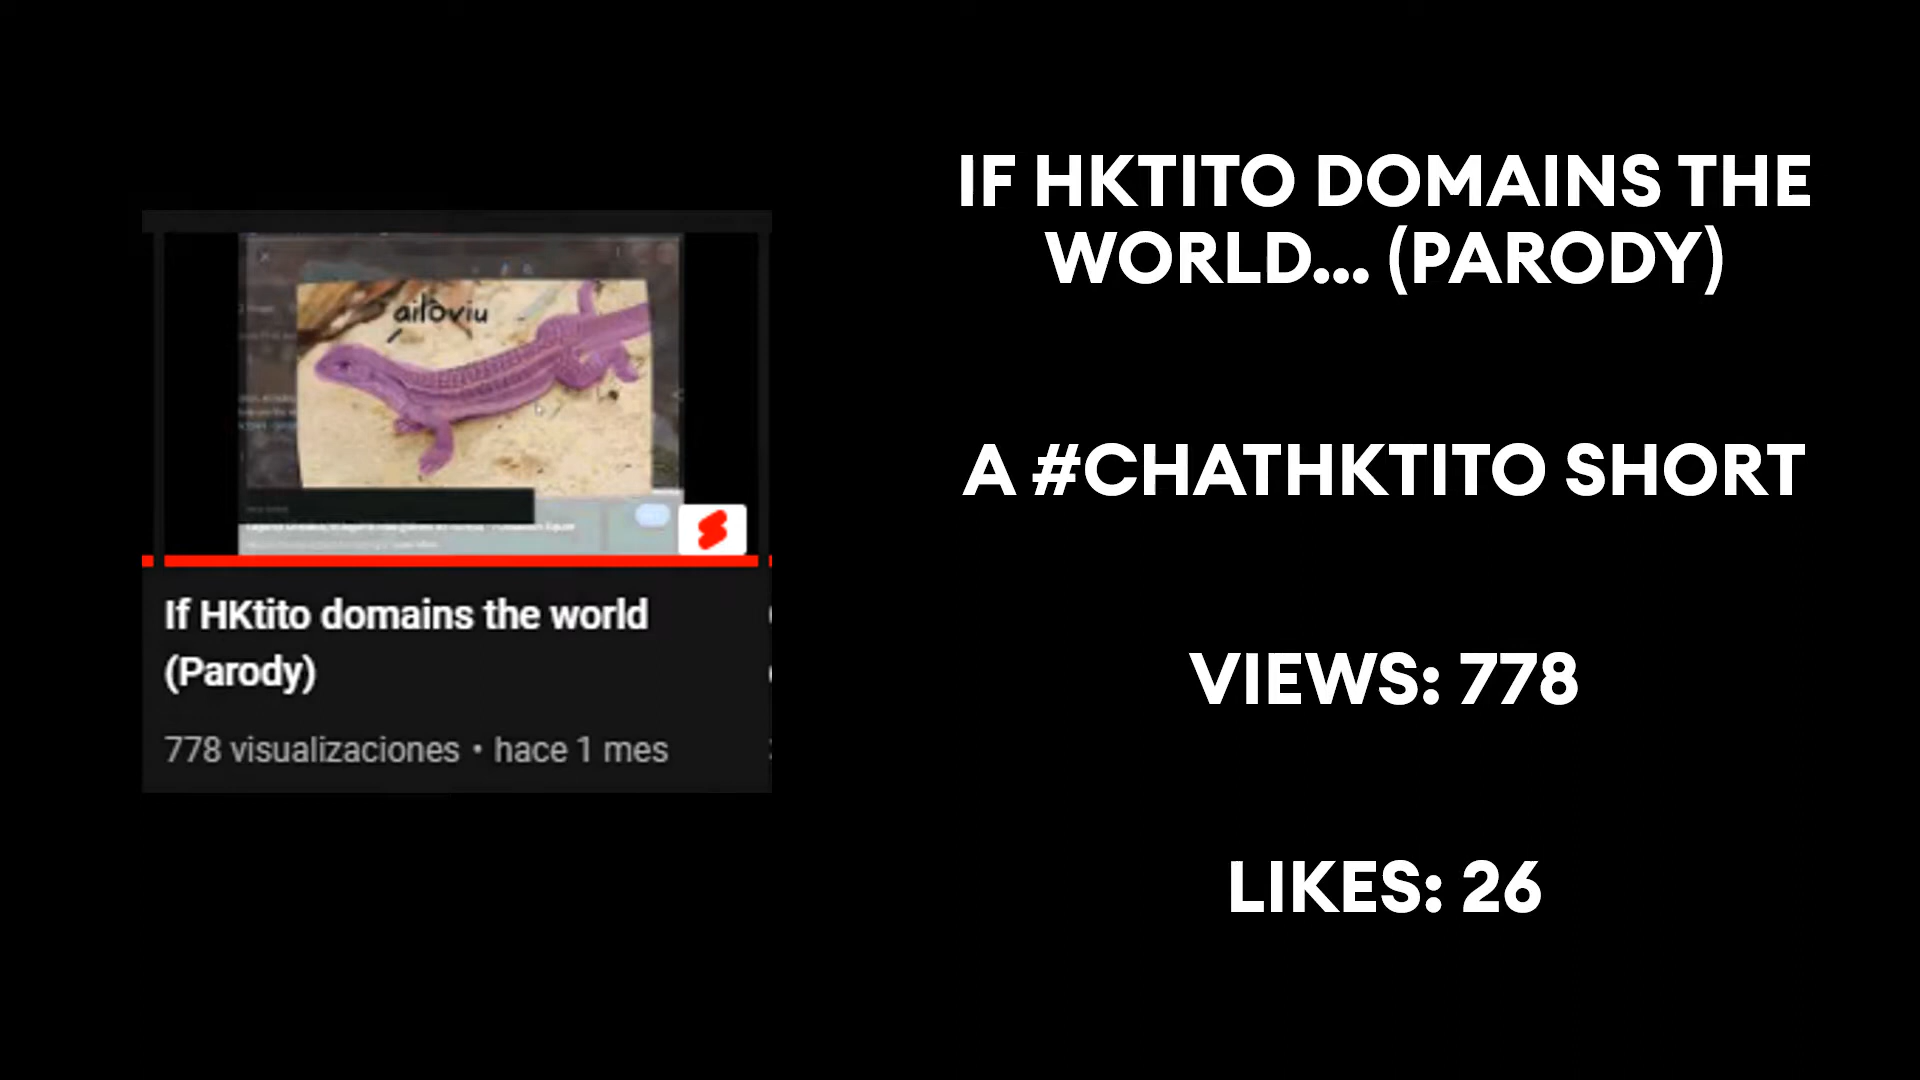 ailoviu
If HKtito domains the world
(Parody)
778 visualizaciones • hace 1 mes
IF HKTITO DOMAINS THE
WORLD... (PARODY)
A #CHATHKTITO SHORT
VIEWS: 778
LIKES: 26